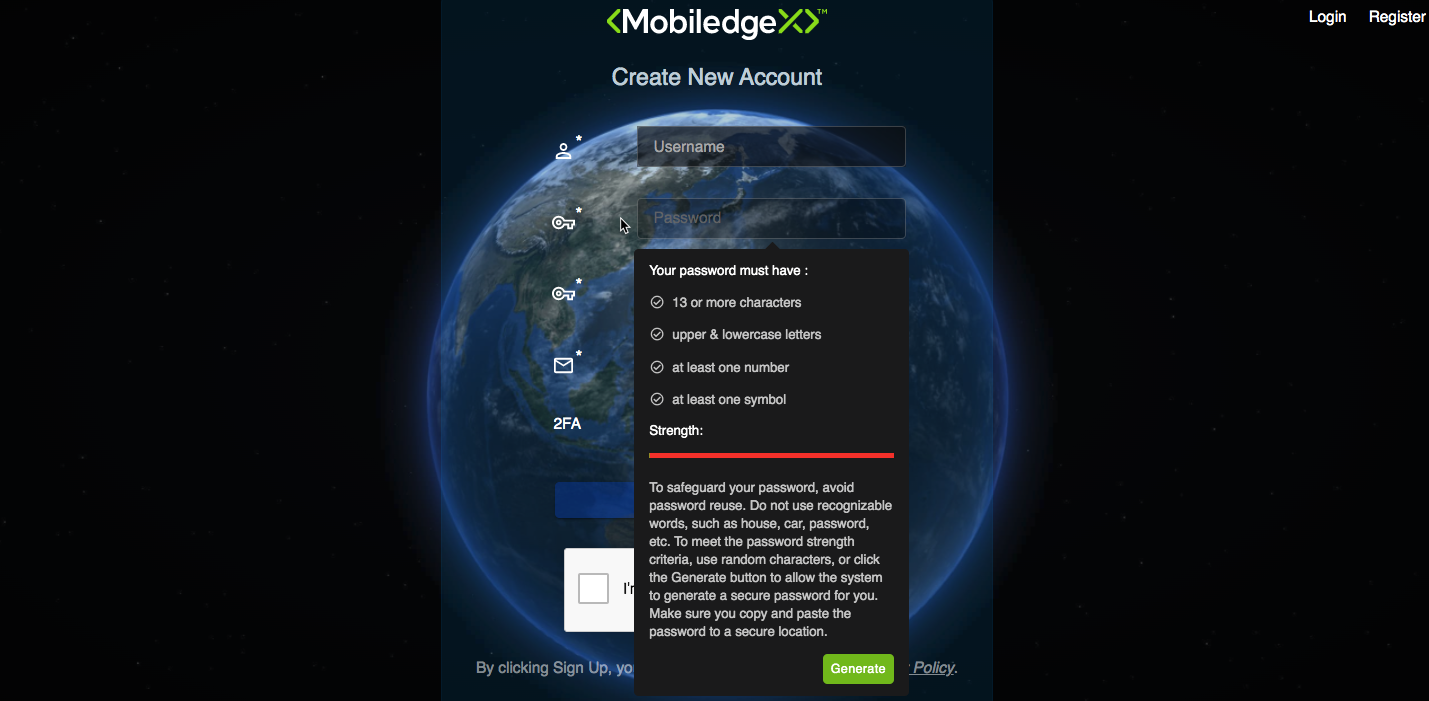 <MobiledgeX>™
Login Register
Create New Account
* Username
* Password
Your password must have :
13 or more characters
upper & lowercase letters
at least one number
at least one symbol
*
*
2FA
Strength:
To safeguard your password, avoid
password reuse. Do not use recognizable
words, such as house, car, password,
etc. To meet the password strength
criteria, use random characters, or click
the Generate button to allow the system
to generate a secure password for you.
Make sure you copy and paste the
password to a secure location.
Generate
I'
By clicking Sign Up, yo
Policy.